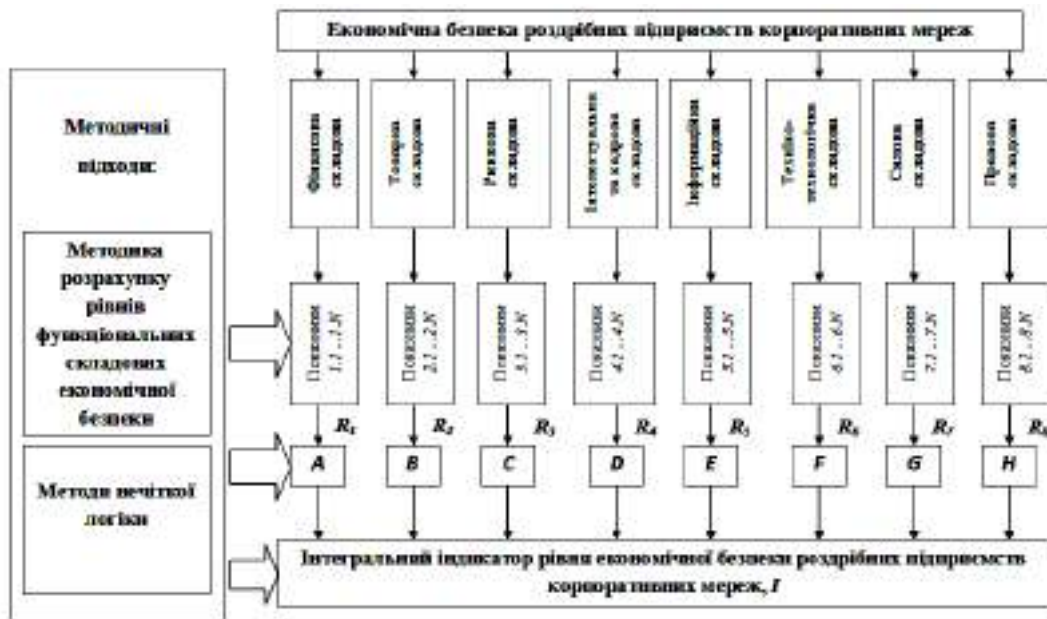 Економічна безпека роздрібних підприємств корпоративних мереж
Методичні
підходи:
Фінансова
складова
Товарна
складова
Ринкова
складова
Інтелектуальна
та кадрова
складова
Інформаційна
складова
Техніко-
технологічна
складова
Силова
складова
Правова
складова
Методика
розрахунку
рівнів
функціональних
складових
економічної
безпеки
Показники
1.1 ...1.N
Показники
2.1 ...2.N
Показники
3.1 ...3.N
Показники
4.1 ...4.N
Показники
5.1 ...5.N
Показники
6.1 ...6.N
Показники
7.1 ...7.N
Показники
8.1 ...8.N
R1 R2 R3 R4 R5 R6 R7 R8
A B C D E F G H
Методи нечіткої
логіки
Інтегральний індикатор рівня економічної безпеки роздрібних підприємств
корпоративних мереж, I